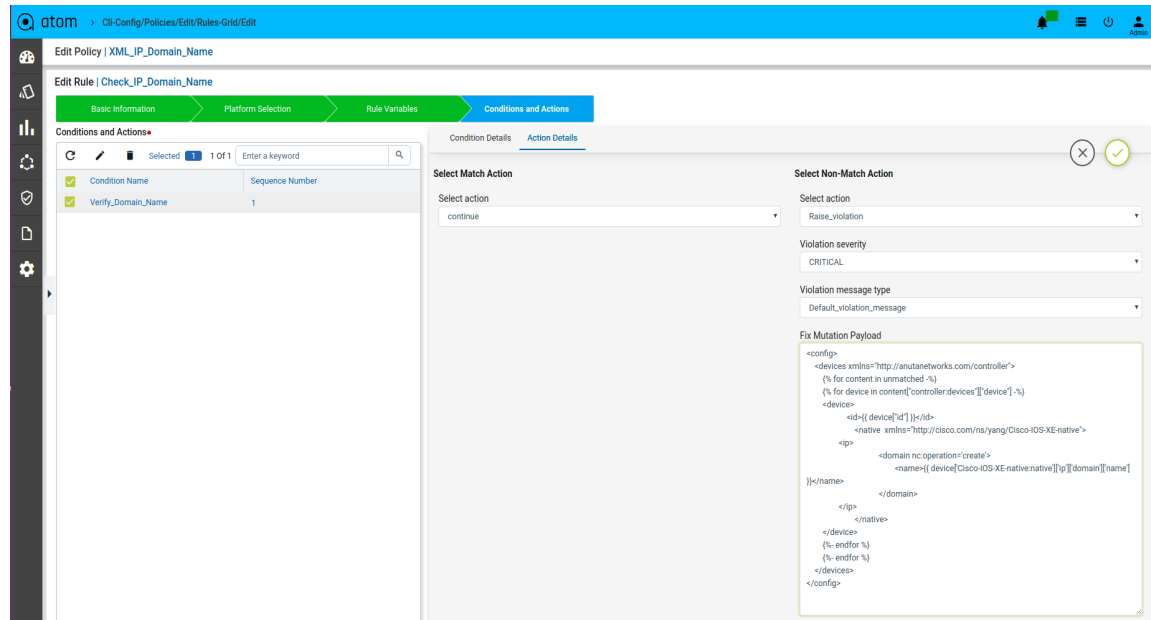 atom > Cli-Config/Policies/Edit/Rules-Grid/Edit
Admin
Edit Policy | XML_IP_Domain_Name
Edit Rule | Check_IP_Domain_Name
Basic Information
Platform Selection
Rule Variables
Conditions and Actions
Conditions and Actions
Selected 1 1 Of 1 Enter a keyword
Condition Name Sequence Number
Verify_Domain_Name 1
Condition Details Action Details
Select Match Action
Select action
continue
Select Non-Match Action
Select action
Raise_violation
Violation severity
CRITICAL
Violation message type
Default_violation_message
Fix Mutation Payload
<config>
<devices xmlns="http://anutanetworks.com/controller">
{% for content in unmatched -%}
{% for device in content["controller:devices"]["device"] -%}
<device>
<id>{{ device["id"] }}</id>
<native xmlns="http://cisco.com/ns/yang/Cisco-IOS-XE-native">
<ip>
<domain nc:operation='create'>
<name>{{ device['Cisco-IOS-XE-native:native']['ip']['domain']['name']
}}</name>
</domain>
</ip>
</native>
</device>
{%- endfor %}
{%- endfor %}
</devices>
</config>